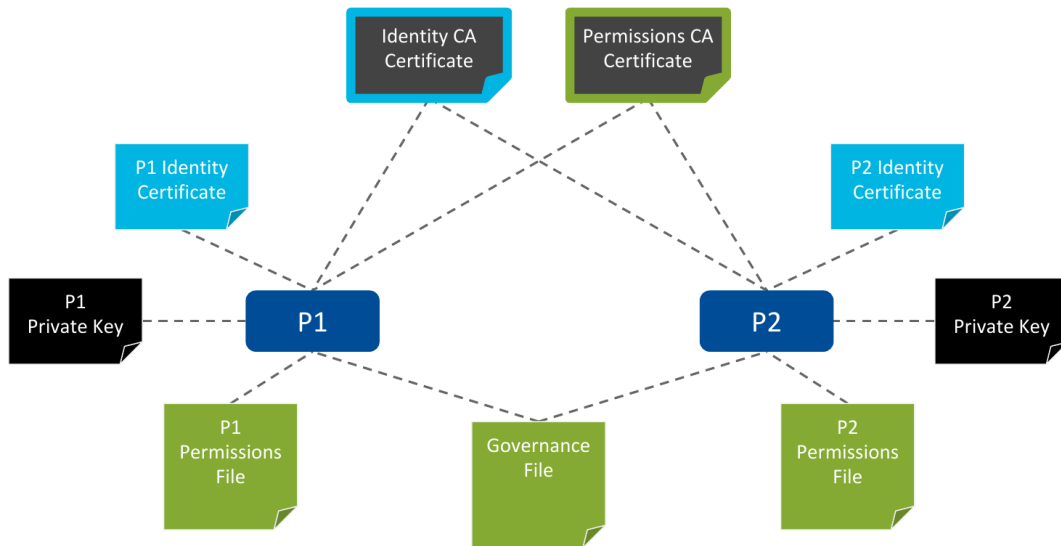 Identity CA
Certificate
Permissions CA
Certificate
P1 Identity
Certificate
P2 Identity
Certificate
P1
Private Key
P1
P2
P2
Private Key
P1
Permissions
File
Governance
File
P2
Permissions
File